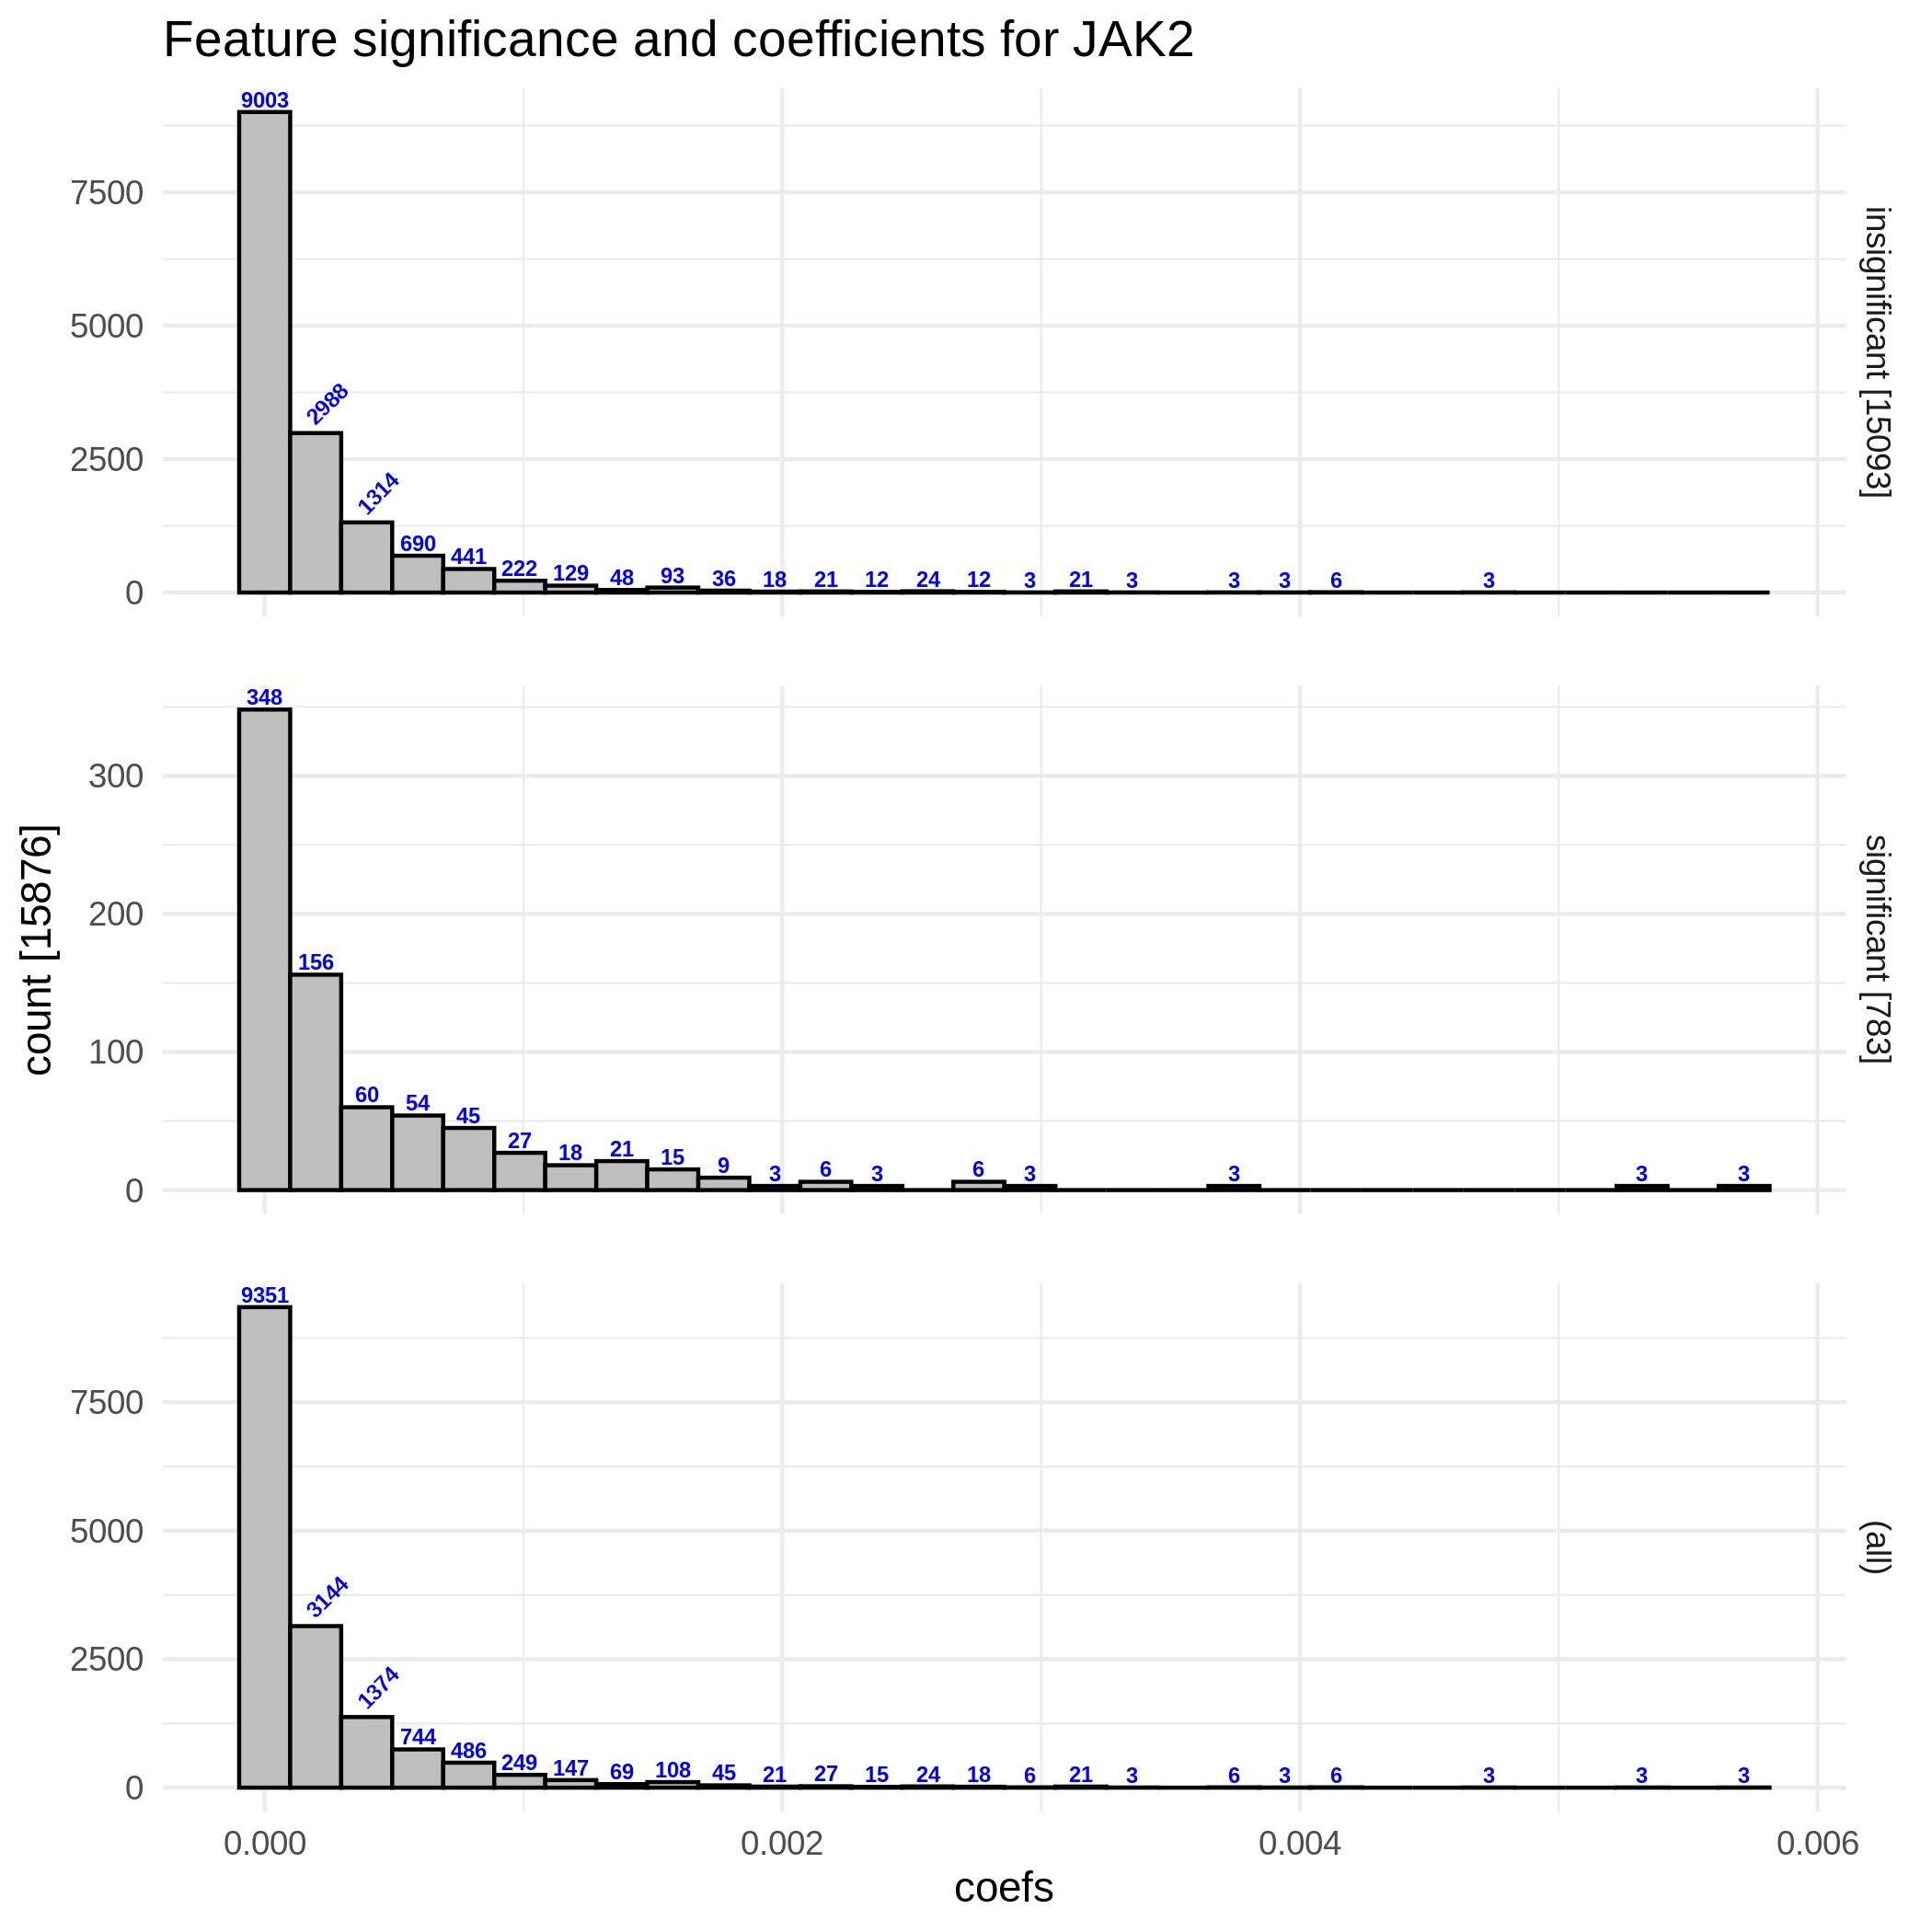 Feature significance and coefficients for JAK2
9003
2988
1314
690 441 222 129 48 93 36 18 21 12 24 12 3 21 3 3 3 6 3
7500
5000
2500
0
insignificant [15093]
348
156
60 54 45 27 18 21 15 9 3 6 3 6 3 3 3 3
300
200
100
0
significant [783]
count [15876]
9351
3144
1374
744 486 249 147 69 108 45 21 27 15 24 18 6 21 3 6 3 6 3 3 3
7500
5000
2500
0
(all)
0.000 0.002 0.004 0.006
coefs